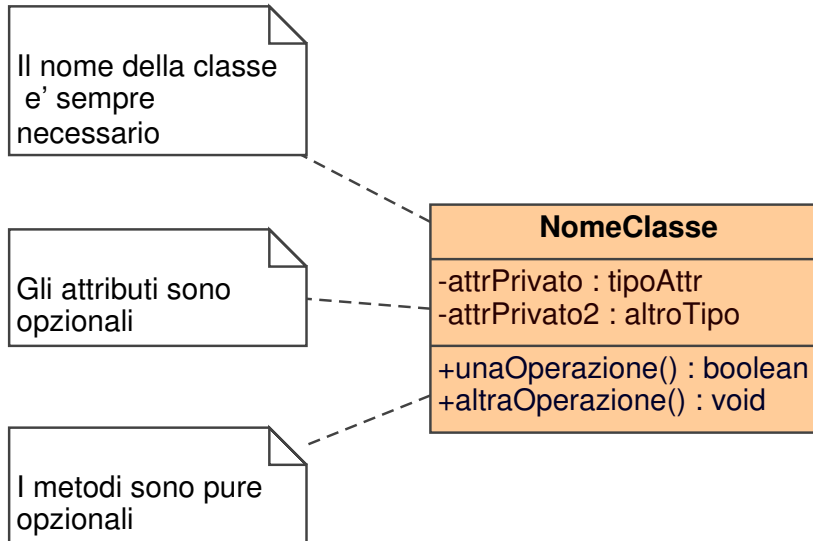 Il nome della classe
e’ sempre
necessario
NomeClasse
-attrPrivato : tipoAttr
-attrPrivato2 : altroTipo
Gli attributi sono
opzionali
+unaOperazione() : boolean
+altraOperazione() : void
I metodi sono pure
opzionali